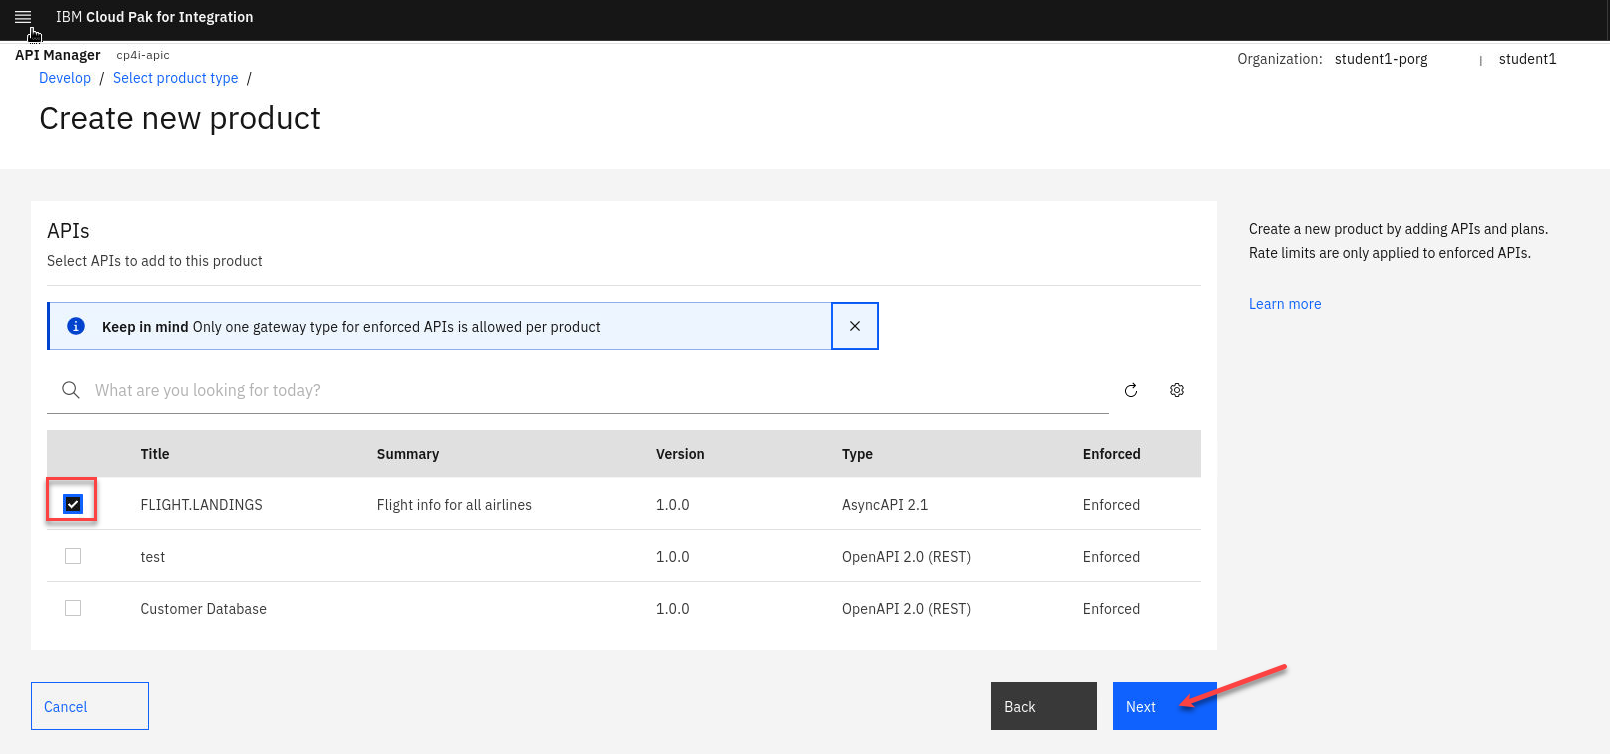 IBM Cloud Pak for Integration
API Manager cp4i-apic
Organization: student1-porg | student1
Develop / Select product type /
Create new product
APIs
Select APIs to add to this product
Keep in mind Only one gateway type for enforced APIs is allowed per product
What are you looking for today?
Title Summary Version Type Enforced
FLIGHT.LANDINGS Flight info for all airlines 1.0.0 AsyncAPI 2.1 Enforced
test 1.0.0 OpenAPI 2.0 (REST) Enforced
Customer Database 1.0.0 OpenAPI 2.0 (REST) Enforced
Create a new product by adding APIs and plans.
Rate limits are only applied to enforced APIs.
Learn more
Cancel Back Next